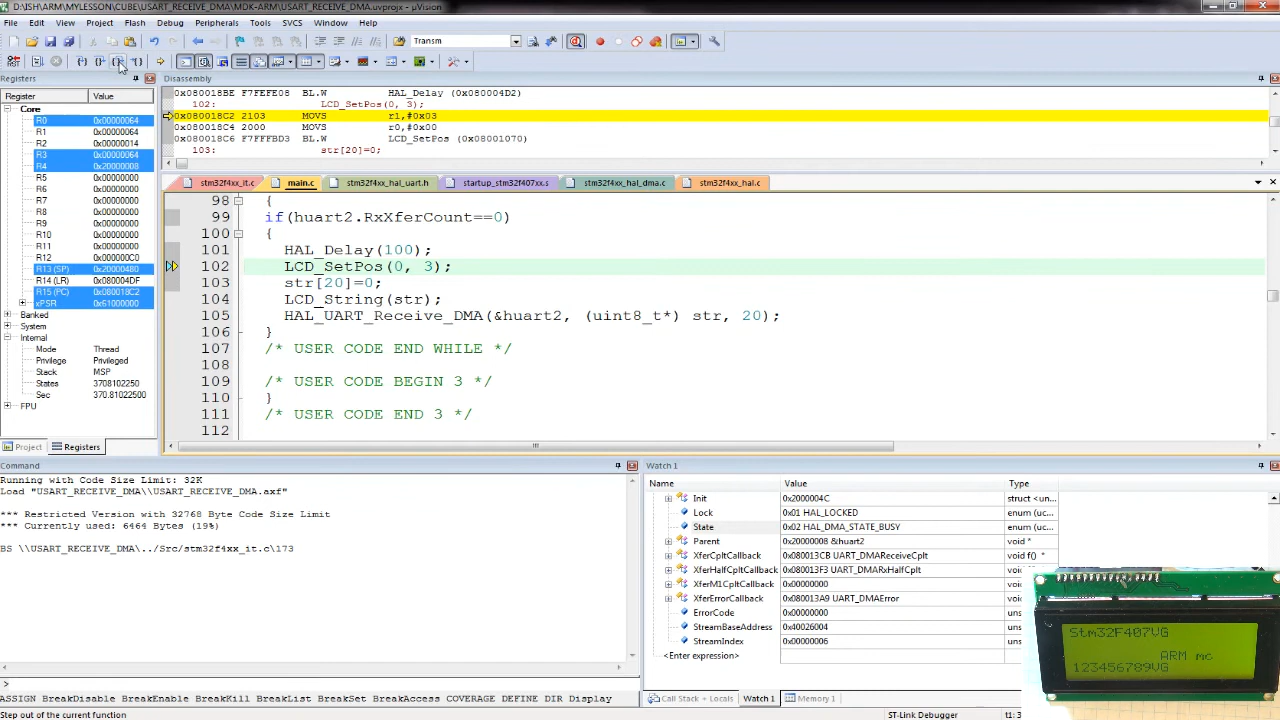 D:\ISH\ARM\MYLESSON\CUBE\USART_RECEIVE_DMA\MDK-ARM\USART_RECEIVE_DMA.uvprojx - µVision
File Edit View Project Flash Debug Peripherals Tools SVCS Window Help
Transm
Registers
Register Value
Core
R0 0x00000064
R1 0x00000064
R2 0x00000014
R3 0x00000064
R4 0x20000008
R5 0x00000000
R6 0x00000000
R7 0x00000000
R8 0x00000000
R9 0x00000000
R10 0x00000000
R11 0x00000000
R12 0x000000C0
R13 (SP) 0x20000480
R14 (LR) 0x080004DF
R15 (PC) 0x080018C2
xPSR 0x61000000
Banked
System
Internal
Mode Thread
Privilege Privileged
Stack MSP
States 3708102250
Sec 370.81022500
FPU
Project Registers
Disassembly
0x080018BE F7FEFE08 BL.W HAL_Delay (0x080004D2)
102: LCD_SetPos(0, 3);
0x080018C2 2103 MOVS r1,#0x03
0x080018C4 2000 MOVS r0,#0x00
0x080018C6 F7FFFBD3 BL.W LCD_SetPos (0x08001070)
103: str[20]=0;
stm32f4xx_it.c main.c stm32f4xx_hal_uart.h startup_stm32f407xx.s stm32f4xx_hal_dma.c stm32f4xx_hal.c
98 {
99 if(huart2.RxXferCount==0)
100 {
101 HAL_Delay(100);
102 LCD_SetPos(0, 3);
103 str[20]=0;
104 LCD_String(str);
105 HAL_UART_Receive_DMA(&huart2, (uint8_t*) str, 20);
106 }
107 /* USER CODE END WHILE */
108
109 /* USER CODE BEGIN 3 */
110 }
111 /* USER CODE END 3 */
112
Command
Running with Code Size Limit: 32K
Load "USART_RECEIVE_DMA\\USART_RECEIVE_DMA.axf"
*** Restricted Version with 32768 Byte Code Size Limit
*** Currently used: 6464 Bytes (19%)
BS \\USART_RECEIVE_DMA\../Src/stm32f4xx_it.c\173
>
ASSIGN BreakDisable BreakEnable BreakKill BreakList BreakSet BreakAccess COVERAGE DEFINE DIR Display
Watch 1
Name Value Type
Init 0x2000004C struct <un...
Lock 0x01 HAL_LOCKED enum (uc...
State 0x02 HAL_DMA_STATE_BUSY enum (uc...
Parent 0x20000008 &huart2 void *
XferCpltCallback 0x080013CB UART_DMAReceiveCplt void f() *
XferHalfCpltCallback 0x080013F3 UART_DMARxHalfCplt
XferM1CpltCallback 0x00000000
XferErrorCallback 0x080013A9 UART_DMAError
ErrorCode 0x00000000 uns
StreamBaseAddress 0x40026004 uns
StreamIndex 0x00000006 uns
<Enter expression>
Call Stack + Locals Watch 1 Memory 1
Stm32F407VG
ARM mc
123456789VG
Step out of the current function
ST-Link Debugger
t1: 3